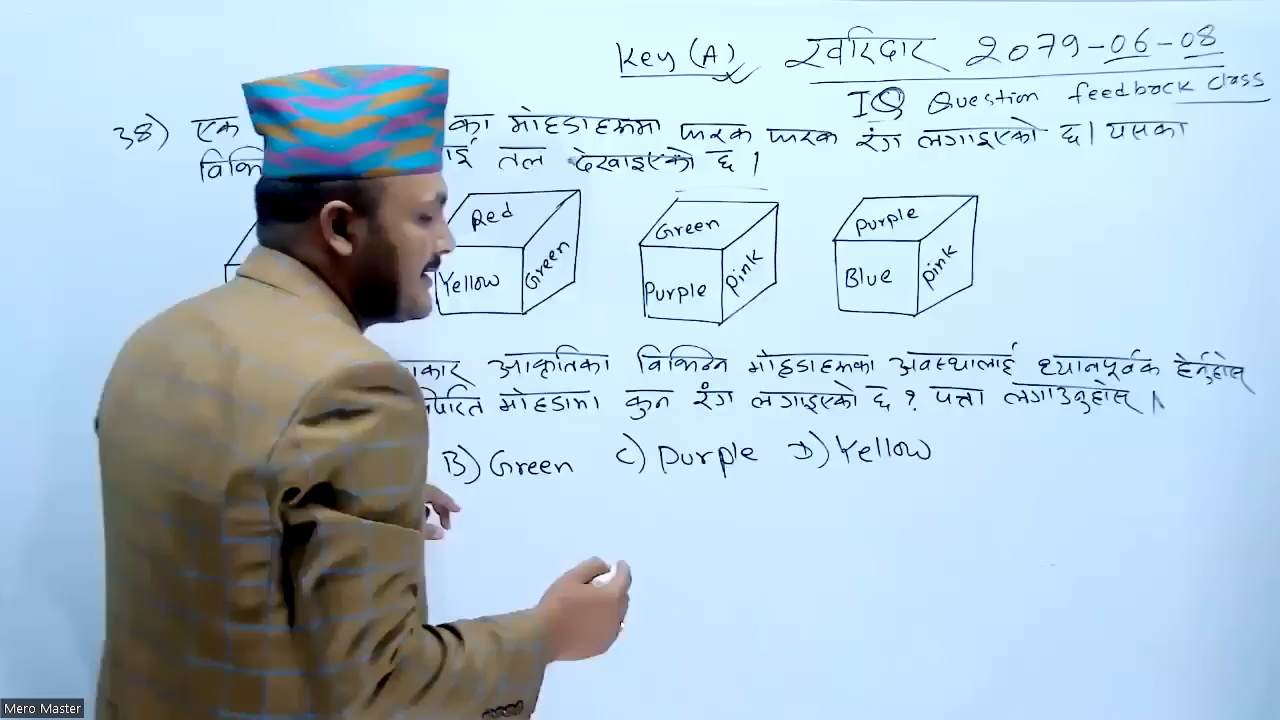 Key (A) खरिदार 2079-06-08
IQ Question feedback class
38) एक का मोहडाहरूमा फरक फरक रंग लगाइएको छ। यसका
तल देखाइएको छ।
Red
Yellow
Green
Green
Purple
Pink
Purple
Blue
Pink
आकृतिका विभिन्न मोहडाहरूका अवस्थालाई ध्यानपूर्वक हेर्नुहोस्
मोहडामा कुन रंग लगाइएको छ? पत्ता लगाउनुहोस्।
B) Green C) Purple D) Yellow
Mero Master